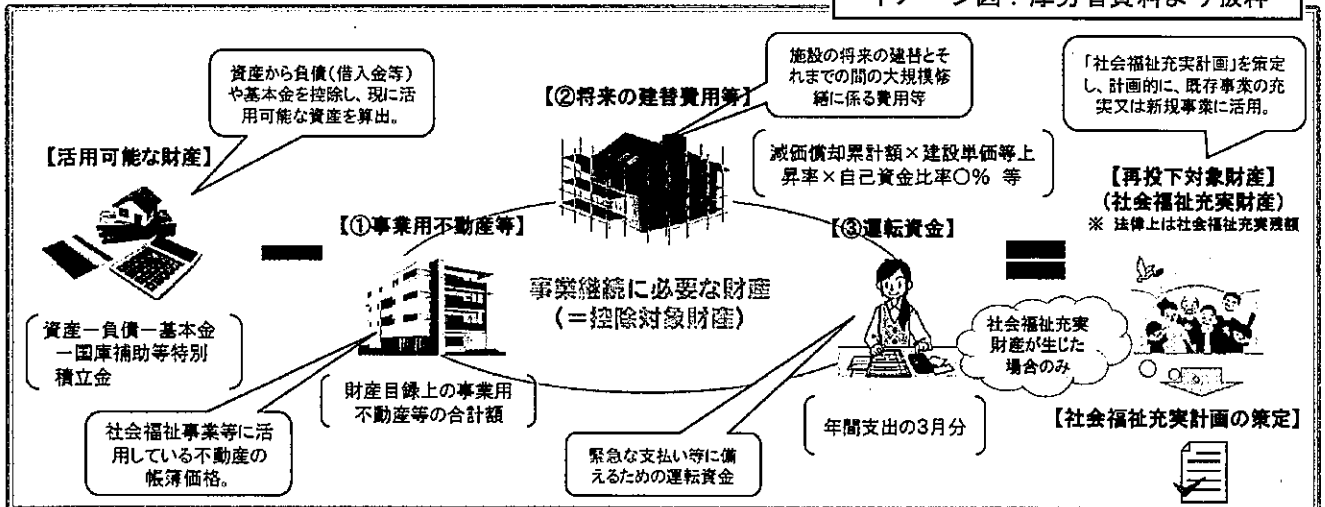 イメージ図：厚労省資料より抜粋
資産から負債(借入金等)
や基本金を控除し、現に活
用可能な資産を算出。
【活用可能な財産】
資産－負債－基本金
－国庫補助等特別
積立金
【②将来の建替費用等】
施設の将来の建替とそ
れまでの間の大規模修
繕に係る費用等
減価償却累計額×建設単価等上
昇率×自己資金比率〇% 等
「社会福祉充実計画」を策定
し、計画的に、既存事業の充
実又は新規事業に活用。
【再投下対象財産】
(社会福祉充実財産)
※ 法律上は社会福祉充実残額
【①事業用不動産等】
事業継続に必要な財産
(＝控除対象財産)
【③運転資金】
財産目録上の事業用
不動産等の合計額
社会福祉事業等に活
用している不動産の
帳簿価格。
緊急な支払い等に備
えるための運転資金
年間支出の3月分
社会福祉充実
財産が生じた
場合のみ
【社会福祉充実計画の策定】